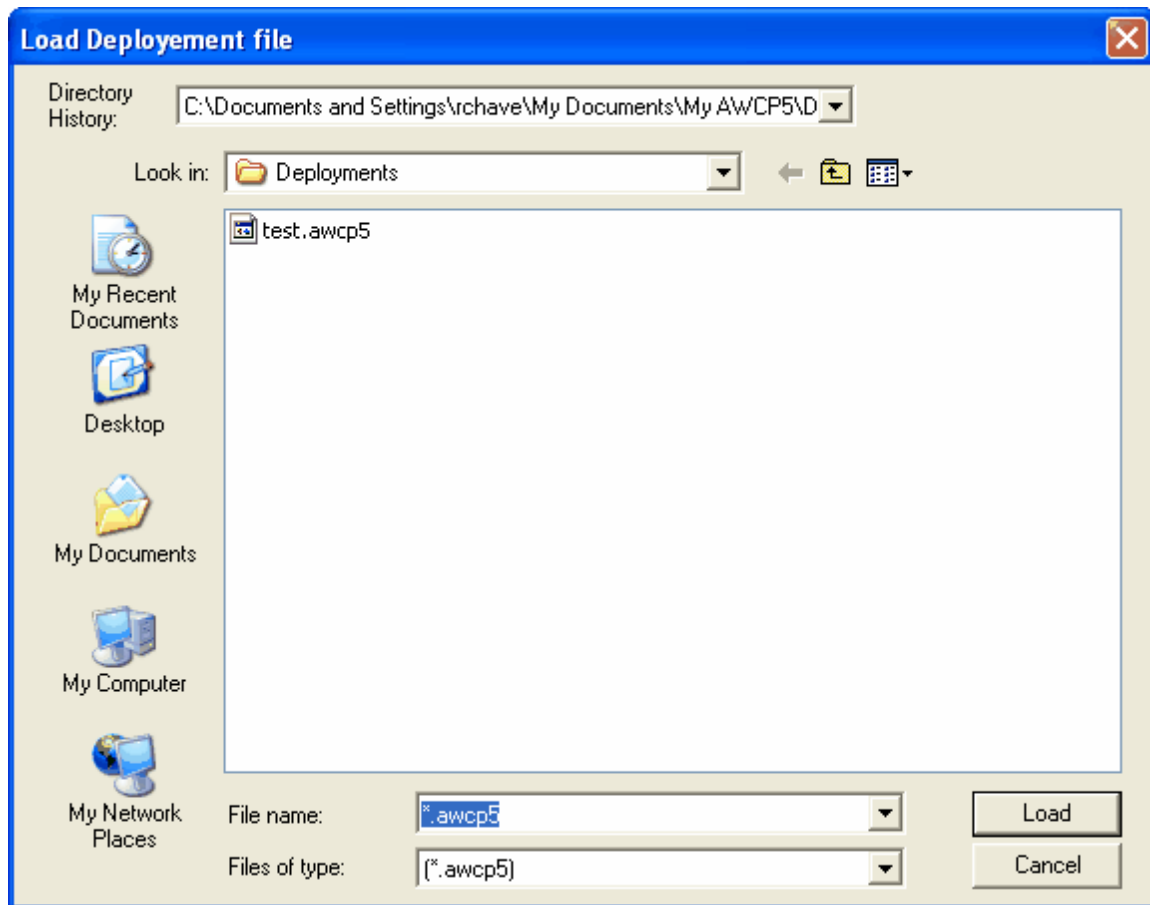 Load Deployement file
Directory
History:
C:\Documents and Settings\rchave\My Documents\My AWCP5\D
Look in:
Deployments
test.awcp5
My Recent
Documents
Desktop
My Documents
My Computer
My Network
Places
File name:
*.awcp5
Load
Files of type:
(*.awcp5)
Cancel